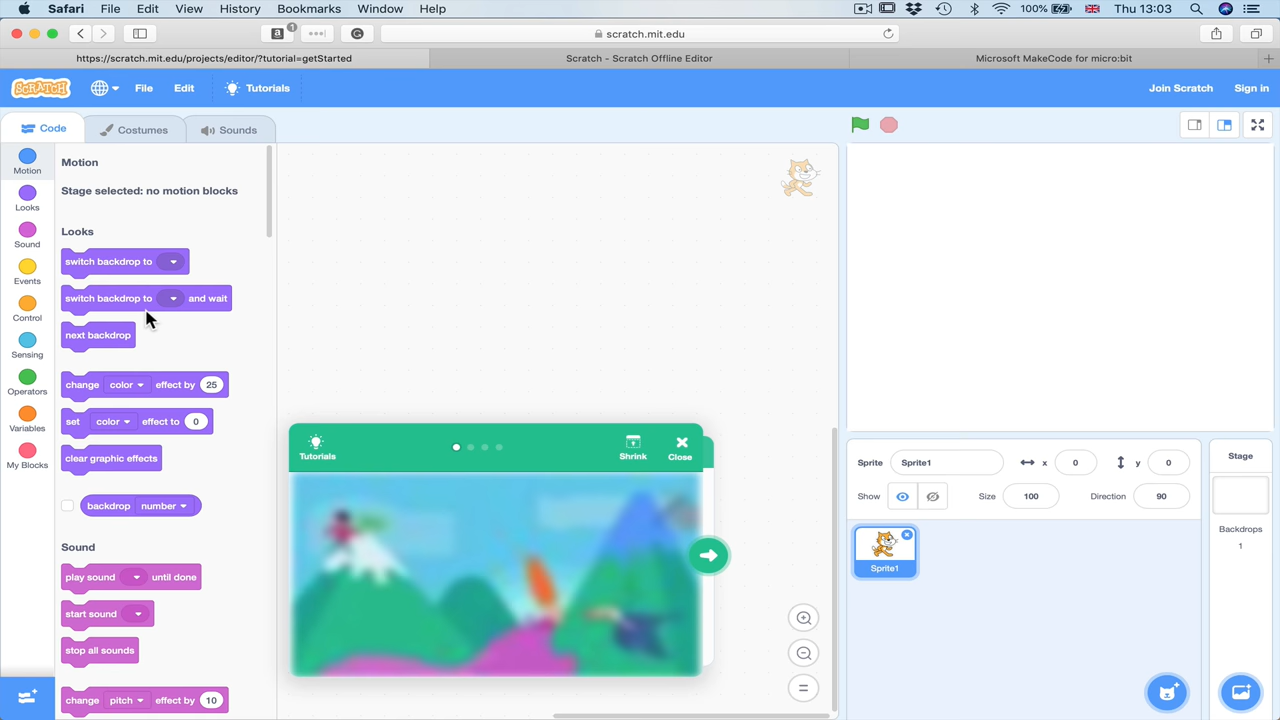 Safari File Edit View History Bookmarks Window Help 100% Thu 13:03
a 1 scratch.mit.edu
https://scratch.mit.edu/projects/editor/?tutorial=getStarted Scratch - Scratch Offline Editor Microsoft MakeCode for micro:bit
SCRATCH File Edit Tutorials Join Scratch Sign in
Code Costumes Sounds
Motion
Looks
Sound
Events
Control
Sensing
Operators
Variables
My Blocks
Motion
Stage selected: no motion blocks
Looks
switch backdrop to
switch backdrop to and wait
next backdrop
change color effect by 25
set color effect to 0
clear graphic effects
backdrop number
Sound
play sound until done
start sound
stop all sounds
change pitch effect by 10
Tutorials Shrink Close
Sprite Sprite1 x 0 y 0
Show Size 100 Direction 90
Sprite1
Stage
Backdrops
1